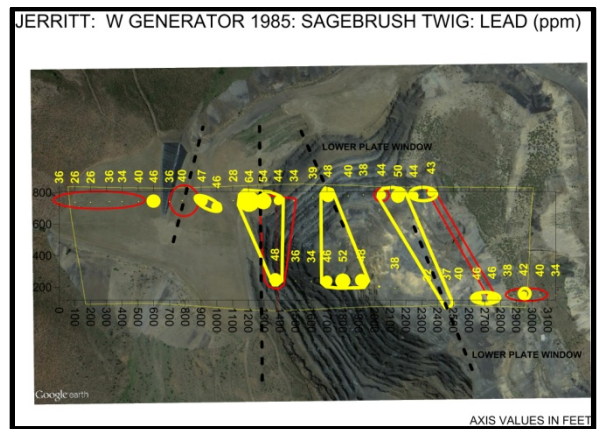 JERRITT: W GENERATOR 1985: SAGEBRUSH TWIG: LEAD (ppm)
LOWER PLATE WINDOW
36 26 26 36 34 40 46 36 40 47 46 28 64 54 44 34 39 48 40 38 44 50 44 43
800
600
400
200
48 36 34 46 52 48 38 32 37 40 46 46 38 42 40 34
0 100 200 300 400 500 600 700 800 900 1000 1100 1200 1300 1400 1500 1600 1700 1800 1900 2000 2100 2200 2300 2400 2500 2600 2700 2800 2900 3000 3100
LOWER PLATE WINDOW
Google earth
AXIS VALUES IN FEET